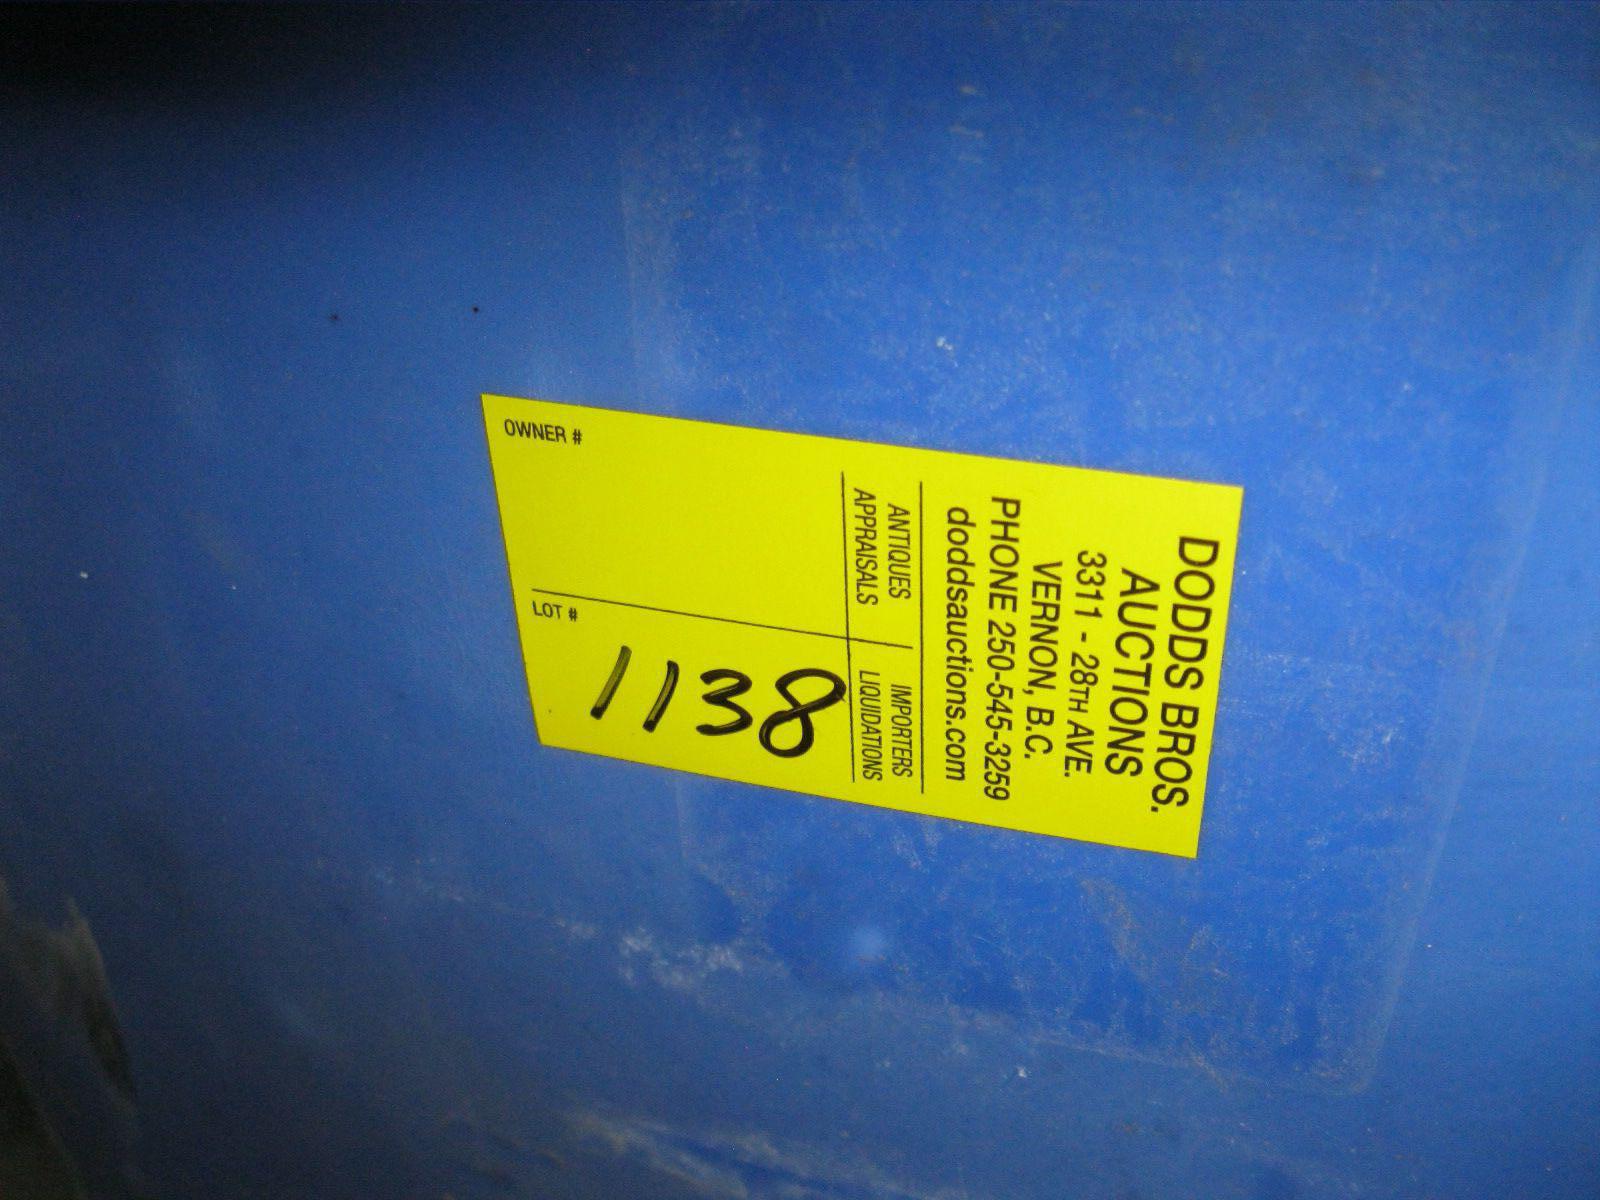 DODDS BROS.
AUCTIONS
3311 - 28TH AVE.
VERNON, B.C.
PHONE 250-545-3259
doddsauctions.com
ANTIQUES IMPORTERS
APPRAISALS LIQUIDATIONS
OWNER #
LOT #
1138